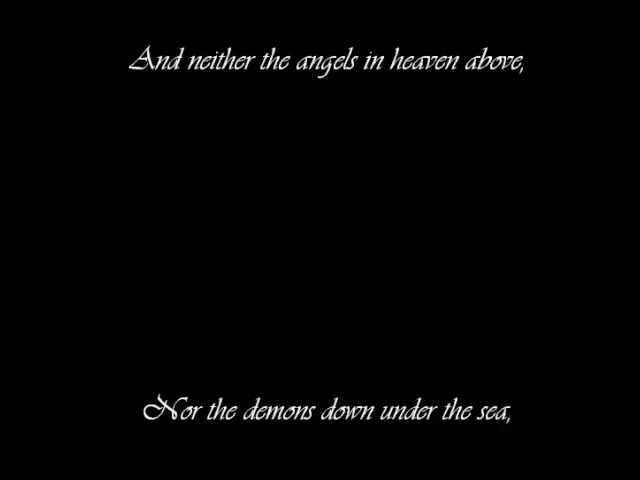 And neither the angels in heaven above,
Nor the demons down under the sea,